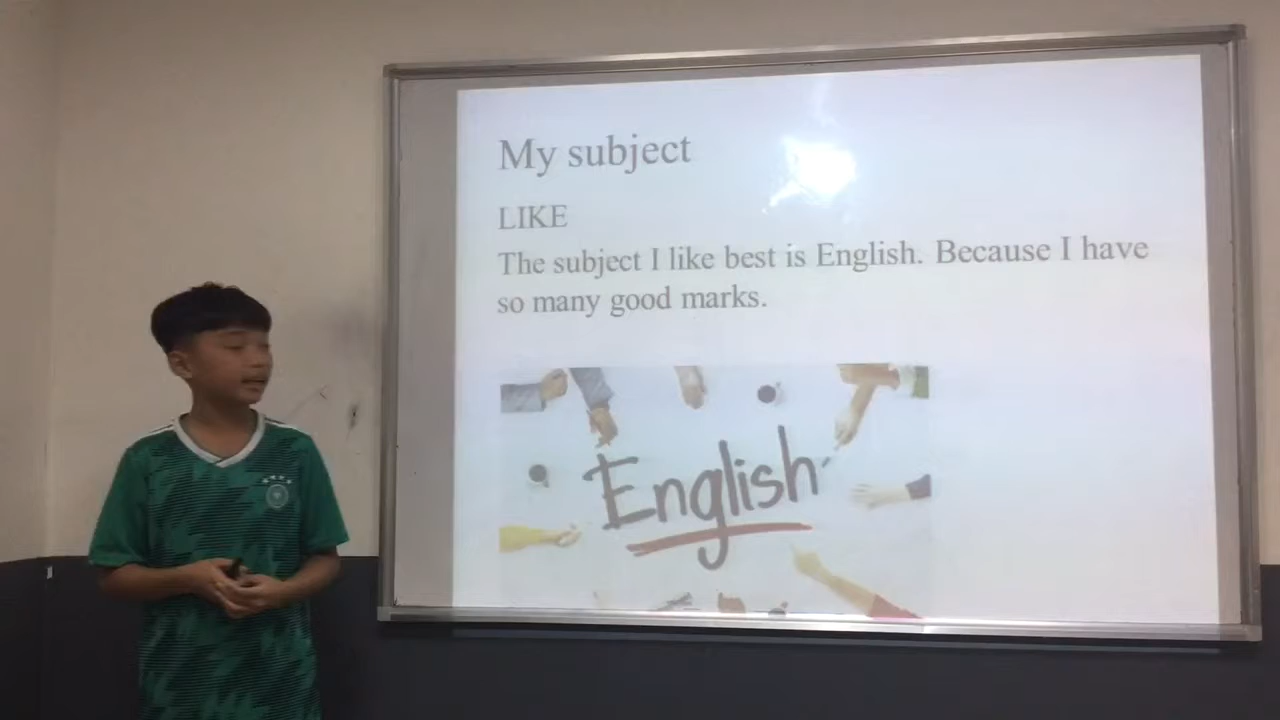 My subject
LIKE
The subject I like best is English. Because I have
so many good marks.
English